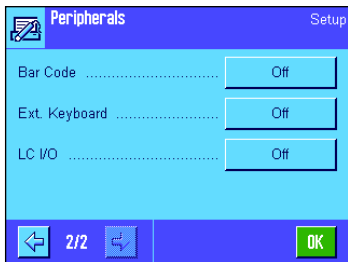 Peripherals Setup
Bar Code .............................. Off
Ext. Keyboard ....................... Off
LC I/O .................................. Off
2/2 OK